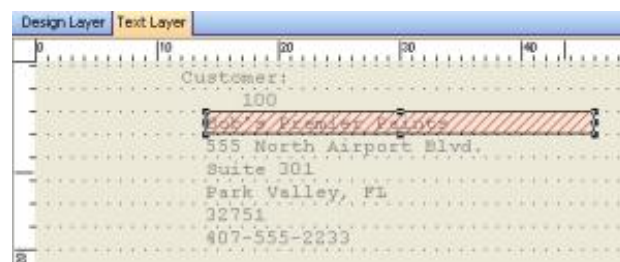 Design Layer Text Layer
0 10 20 30 40
Customer:
100
Bob's Premier Paints
555 North Airport Blvd.
Suite 301
Park Valley, FL
32751
407-555-2233
20